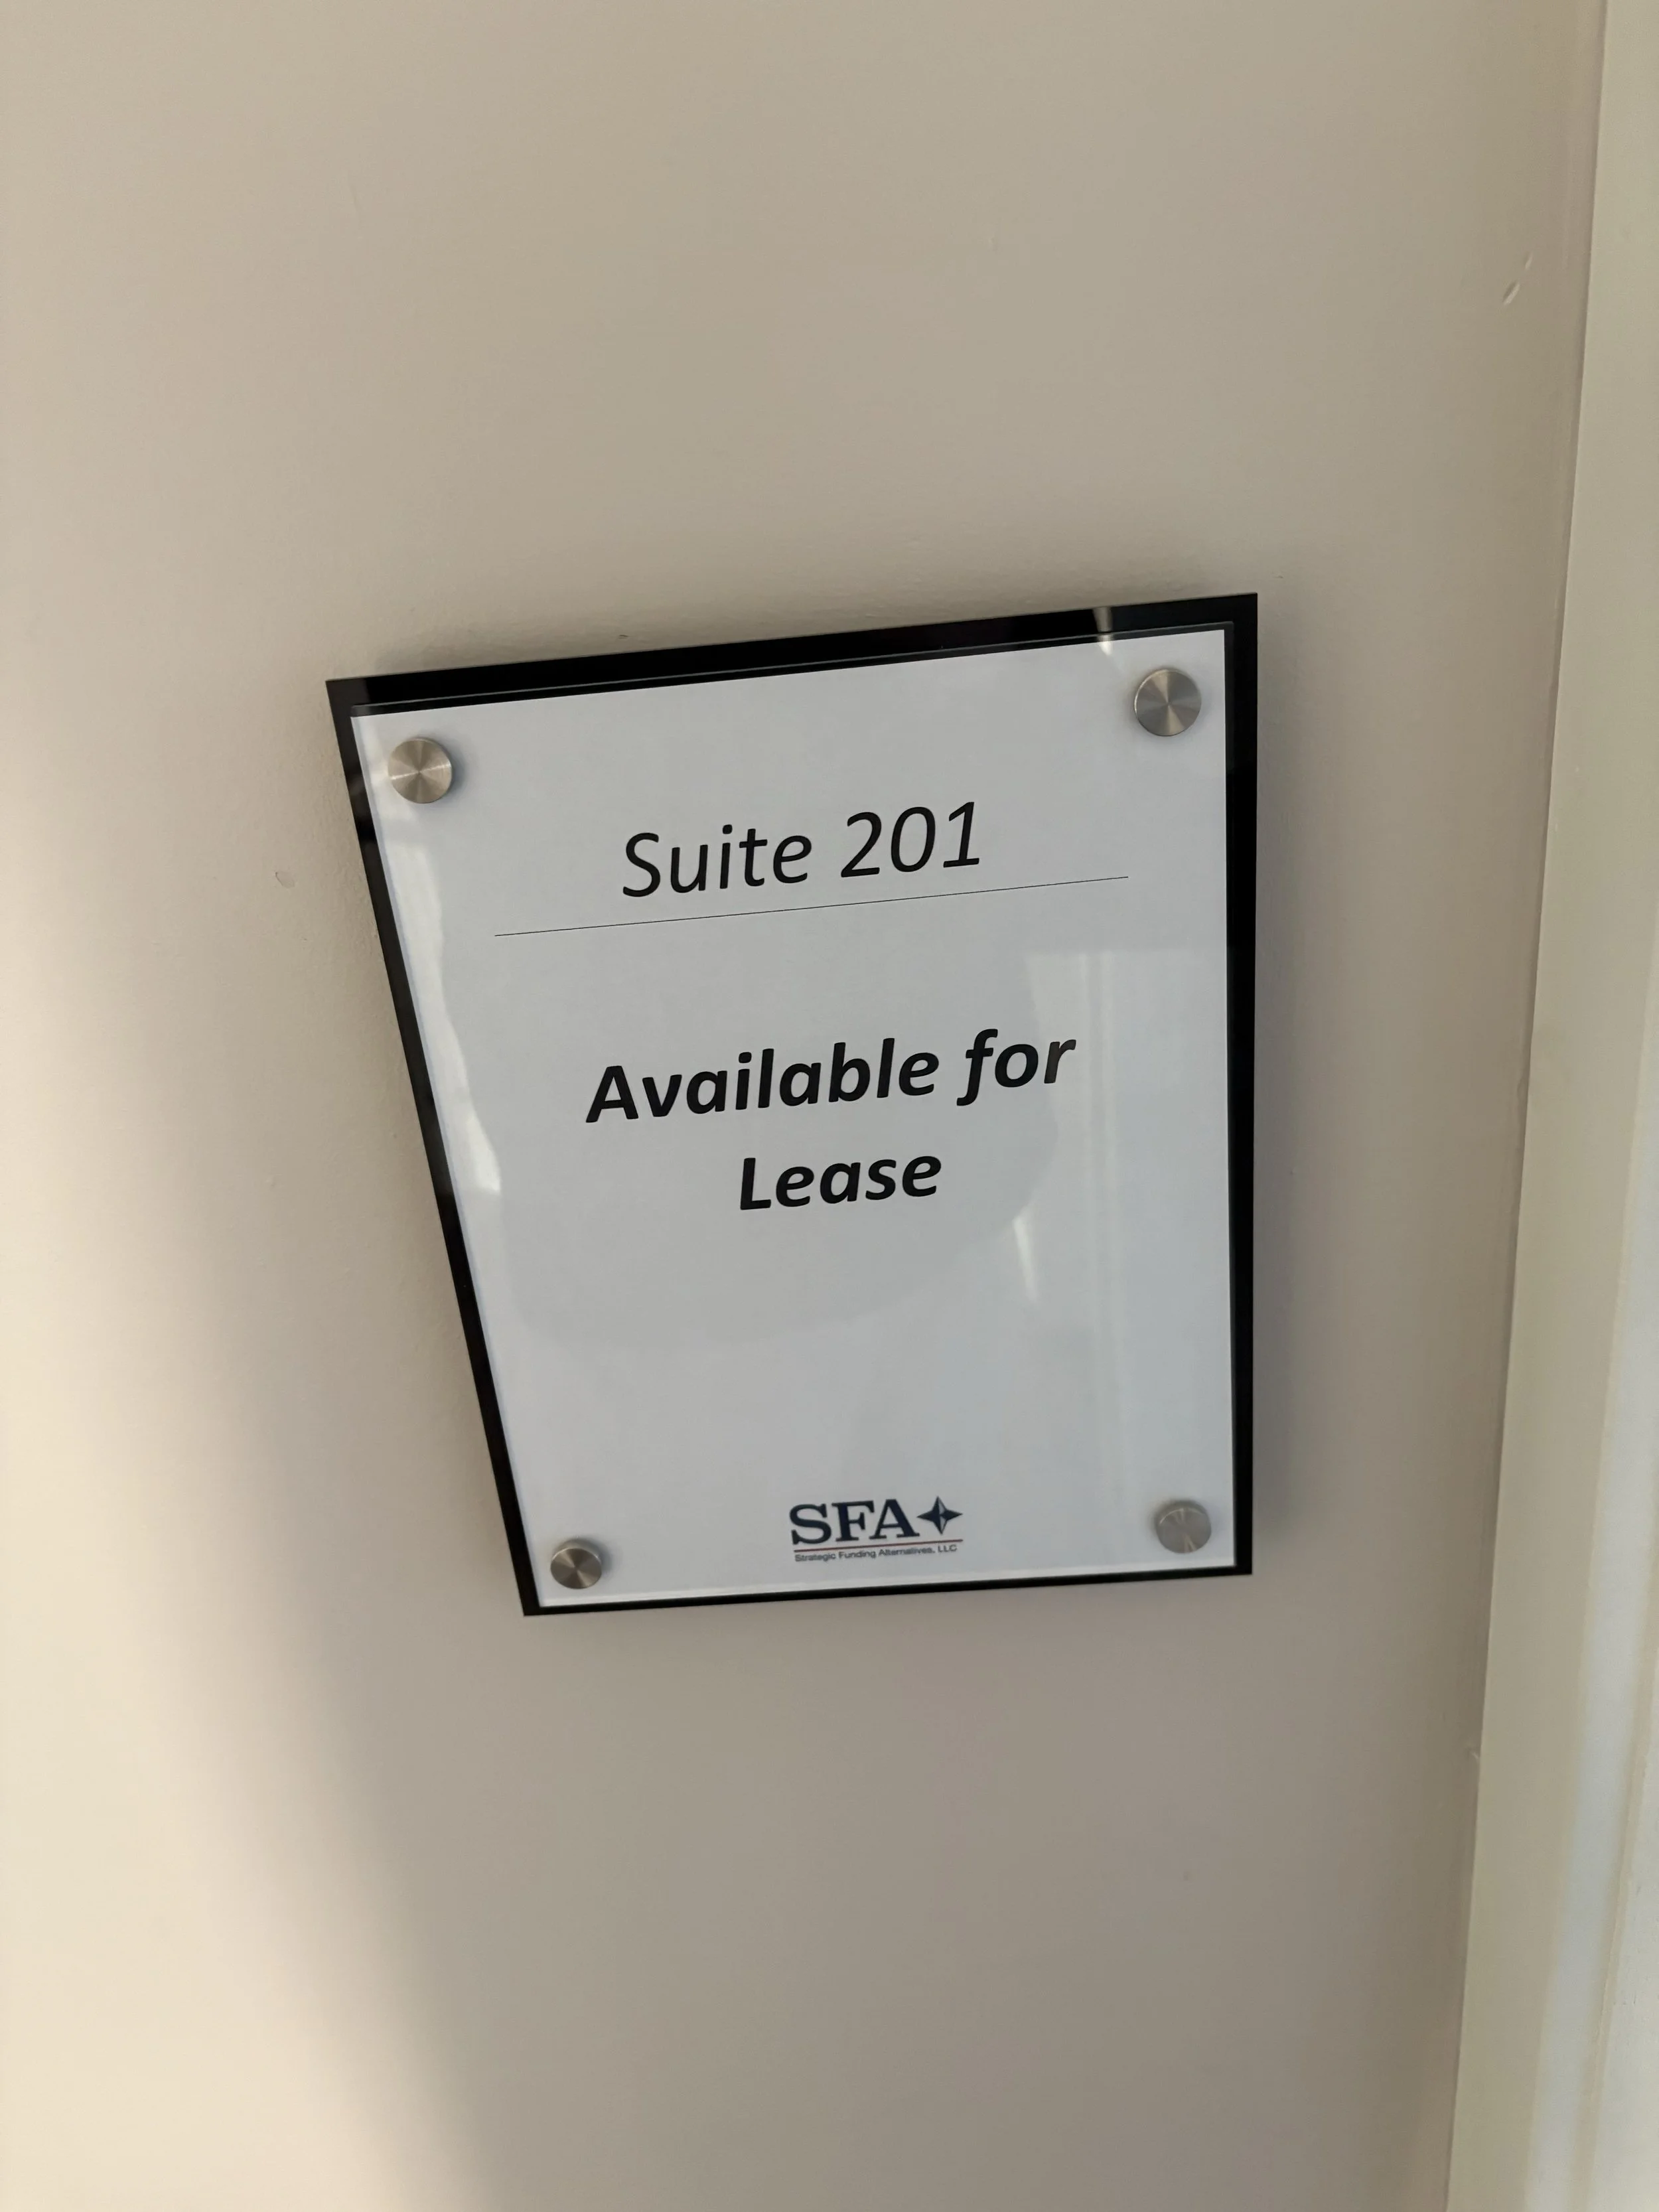 Suite 201
Available for
Lease
SFA
Strategic Funding Alternatives, LLC